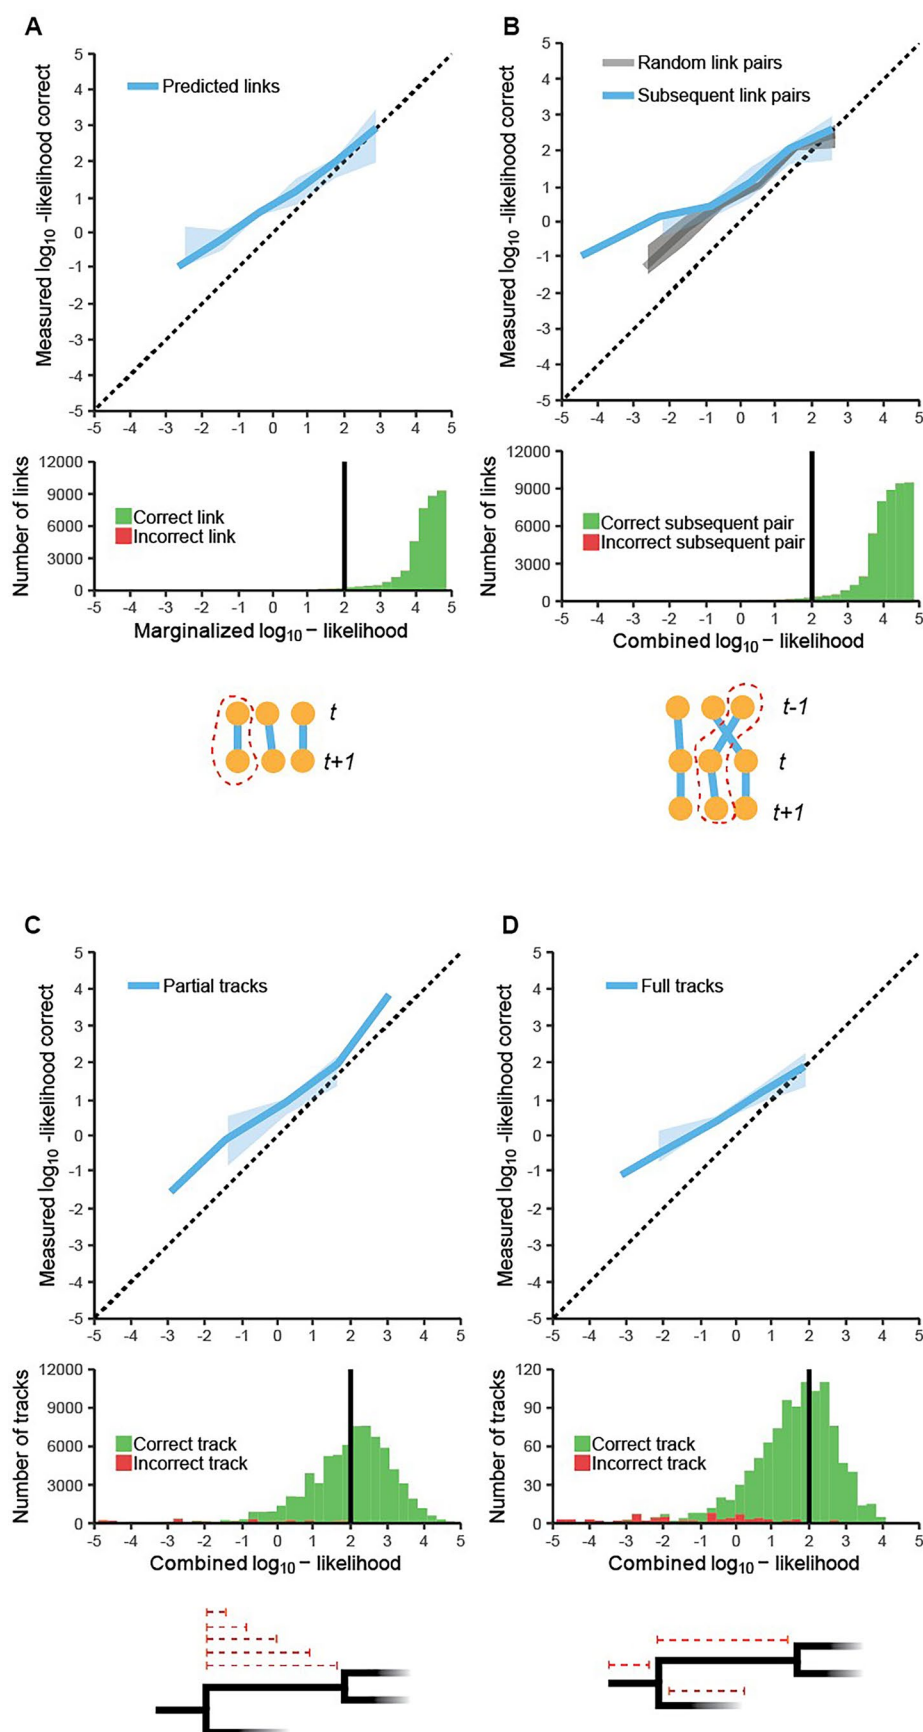 A
5
4
3
2
1
0
-1
-2
-3
-4
-5
Measured log10 -likelihood correct
Predicted links
-5 -4 -3 -2 -1 0 1 2 3 4 5
12000
9000
6000
3000
0
Number of links
Correct link
Incorrect link
-5 -4 -3 -2 -1 0 1 2 3 4 5
Marginalized log10 – likelihood
t
t+1
B
5
4
3
2
1
0
-1
-2
-3
-4
-5
Measured log10 -likelihood correct
Random link pairs
Subsequent link pairs
-5 -4 -3 -2 -1 0 1 2 3 4 5
12000
9000
6000
3000
0
Number of links
Correct subsequent pair
Incorrect subsequent pair
-5 -4 -3 -2 -1 0 1 2 3 4 5
Combined log10 – likelihood
t-1
t
t+1
C
5
4
3
2
1
0
-1
-2
-3
-4
-5
Measured log10 -likelihood correct
Partial tracks
-5 -4 -3 -2 -1 0 1 2 3 4 5
12000
9000
6000
3000
0
Number of tracks
Correct track
Incorrect track
-5 -4 -3 -2 -1 0 1 2 3 4 5
Combined log10 – likelihood
D
5
4
3
2
1
0
-1
-2
-3
-4
-5
Measured log10 -likelihood correct
Full tracks
-5 -4 -3 -2 -1 0 1 2 3 4 5
120
90
60
30
0
Number of tracks
Correct track
Incorrect track
-5 -4 -3 -2 -1 0 1 2 3 4 5
Combined log10 – likelihood